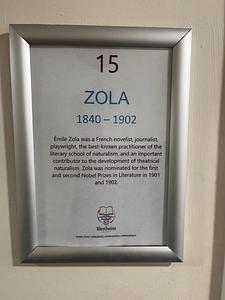 15
ZOLA
1840 – 1902
Émile Zola was a French novelist, journalist,
playwright, the best-known practitioner of the
literary school of naturalism, and an important
contributor to the development of theatrical
naturalism. Zola was nominated for the first
and second Nobel Prizes in Literature in 1901
and 1902.